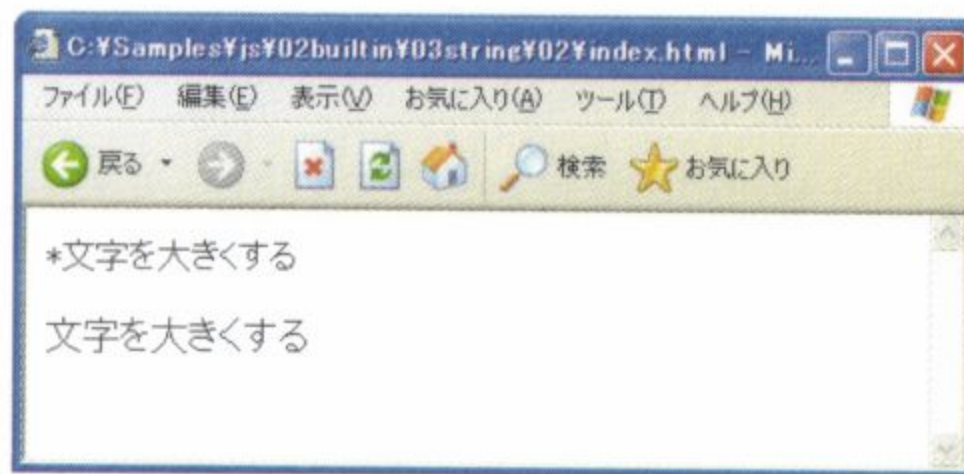 C:¥Samples¥js¥02builtin¥03string¥02¥index.html - Mi...
ファイル(F) 編集(E) 表示(V) お気に入り(A) ツール(T) ヘルプ(H)
戻る 検索 お気に入り
*文字を大きくする
文字を大きくする